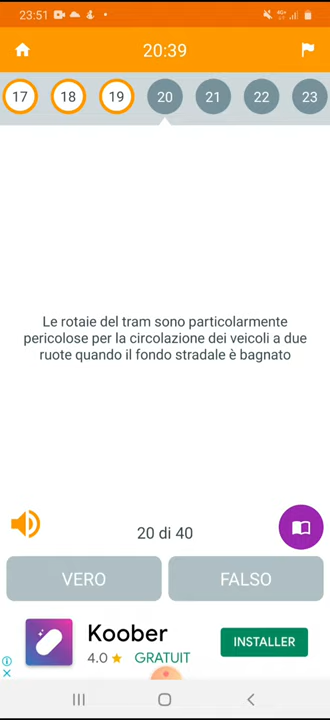 23:51
4G+
20:39
17 18 19 20 21 22 23
Le rotaie del tram sono particolarmente
pericolose per la circolazione dei veicoli a due
ruote quando il fondo stradale è bagnato
20 di 40
VERO FALSO
Koober
4.0 ★ GRATUIT
INSTALLER